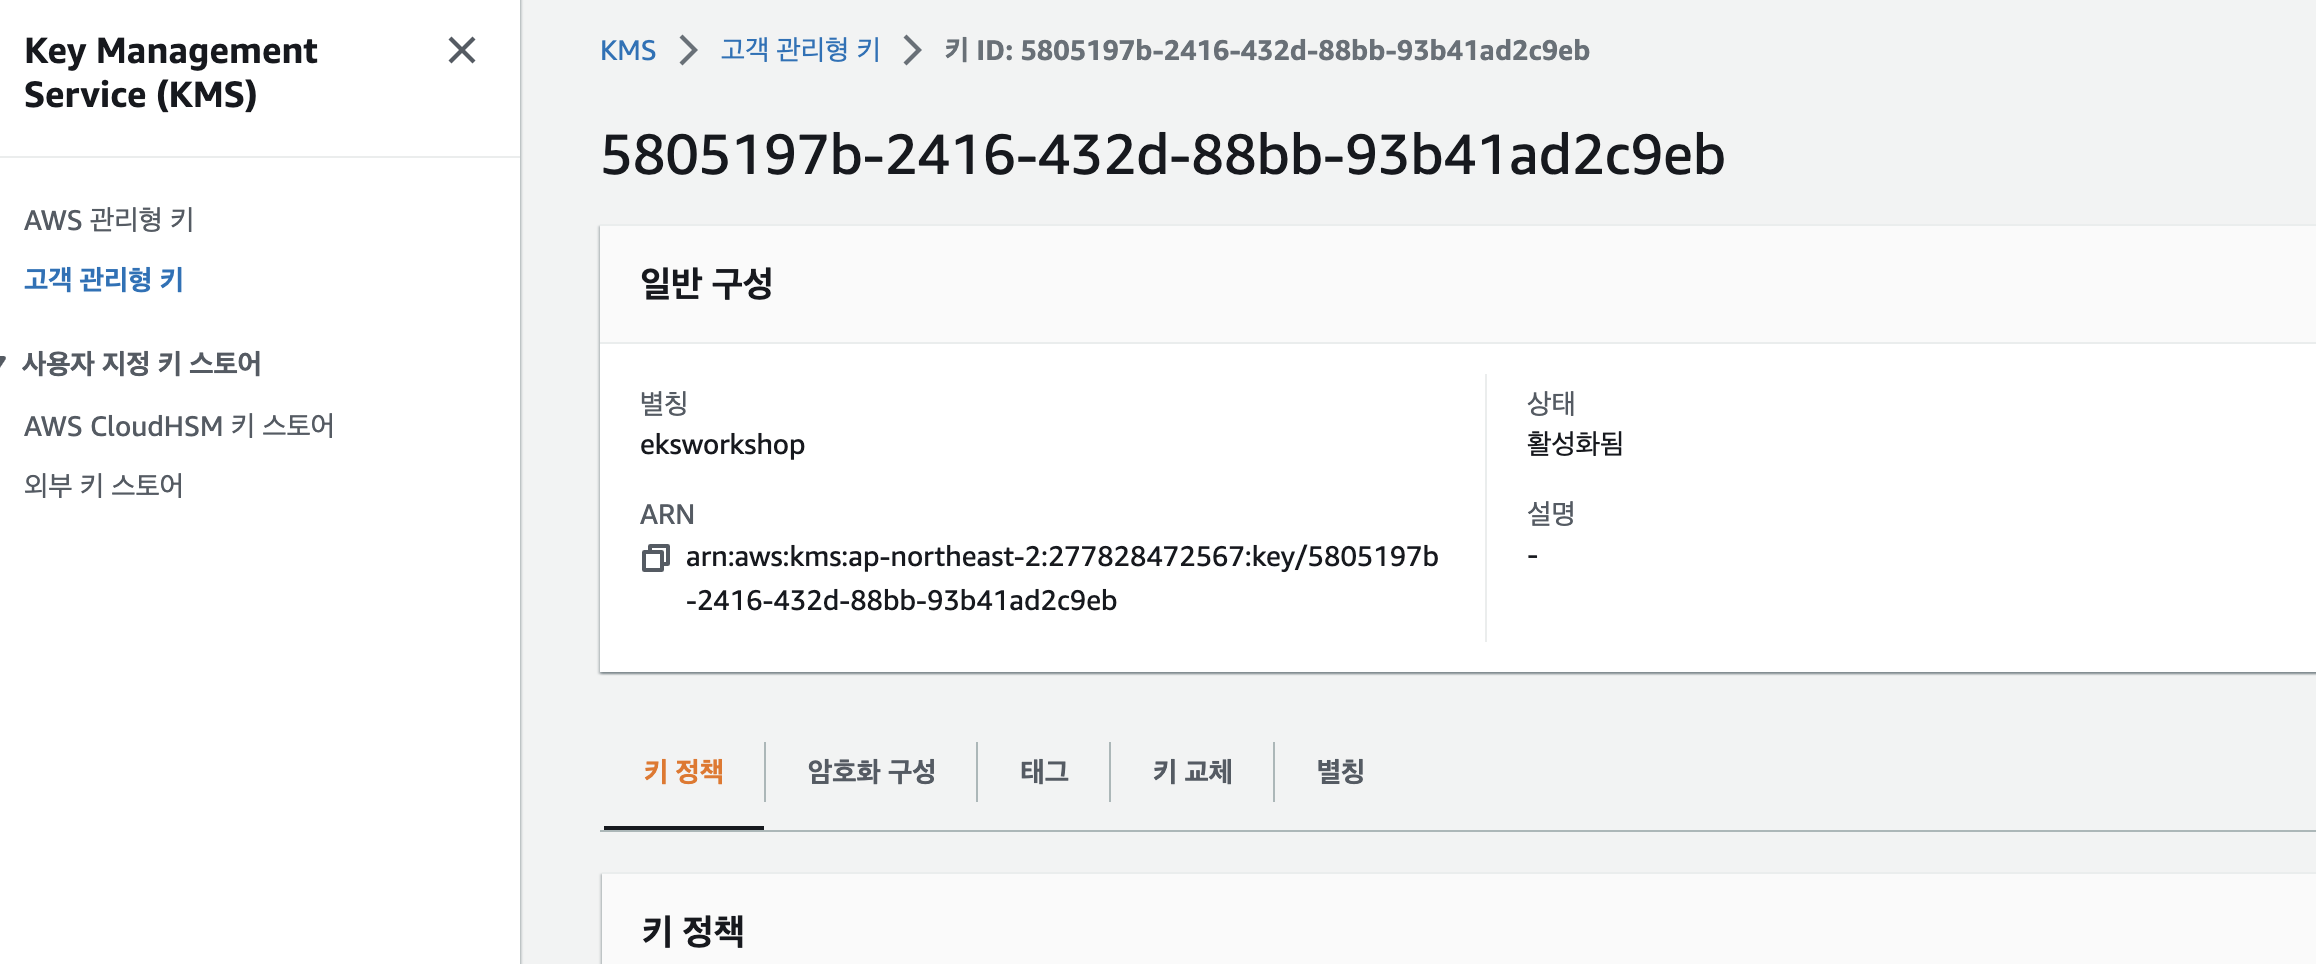 Key Management
Service (KMS)
AWS 관리형 키
고객 관리형 키
사용자 지정 키 스토어
AWS CloudHSM 키 스토어
외부 키 스토어
KMS > 고객 관리형 키 > 키 ID: 5805197b-2416-432d-88bb-93b41ad2c9eb
5805197b-2416-432d-88bb-93b41ad2c9eb
일반 구성
별칭
eksworkshop
ARN
arn:aws:kms:ap-northeast-2:277828472567:key/5805197b
-2416-432d-88bb-93b41ad2c9eb
상태
활성화됨
설명
-
키 정책 암호화 구성 태그 키 교체 별칭
키 정책